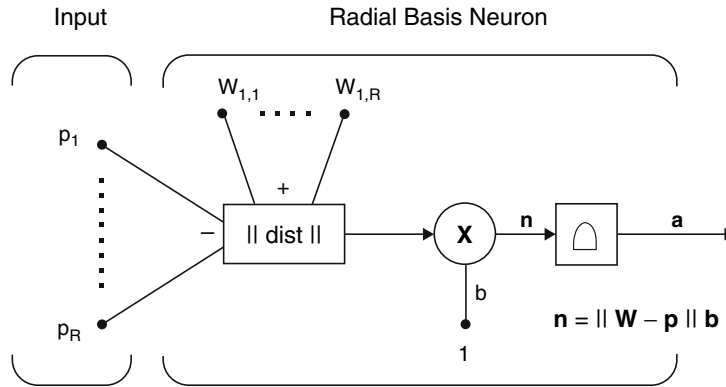 Input
Radial Basis Neuron
W1,1
W1,R
p1
+
–
|| dist ||
X
n
a
b
pR
1
n = || W – p || b